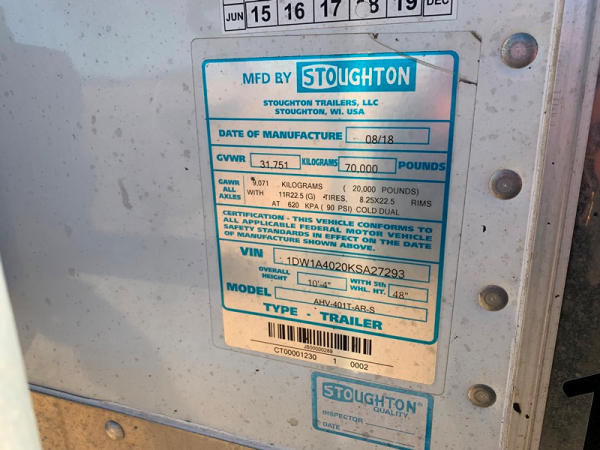 JUN 15 16 17 18 19 DEC
MFD BY STOUGHTON
STOUGHTON TRAILERS, LLC
STOUGHTON, WI. USA
DATE OF MANUFACTURE 08/18
GVWR 31,751 KILOGRAMS 70,000 POUNDS
GAWR ALL AXLES
9,071 KILOGRAMS ( 20,000 POUNDS)
WITH 11R22.5 (G) TIRES, 8.25X22.5 RIMS
AT 620 KPA ( 90 PSI) COLD DUAL
CERTIFICATION - THIS VEHICLE CONFORMS TO
ALL APPLICABLE FEDERAL MOTOR VEHICLE
SAFETY STANDARDS IN EFFECT ON THE DATE
OF MANUFACTURE SHOWN ABOVE.
VIN 1DW1A4020KSA27293
OVERALL HEIGHT 10'-4" WITH 5th WHL. HT. 48"
MODEL AHV-401T-AR-S
TYPE - TRAILER
CT00001230 1 0002
STOUGHTON®
QUALITY
INSPECTOR
DATE